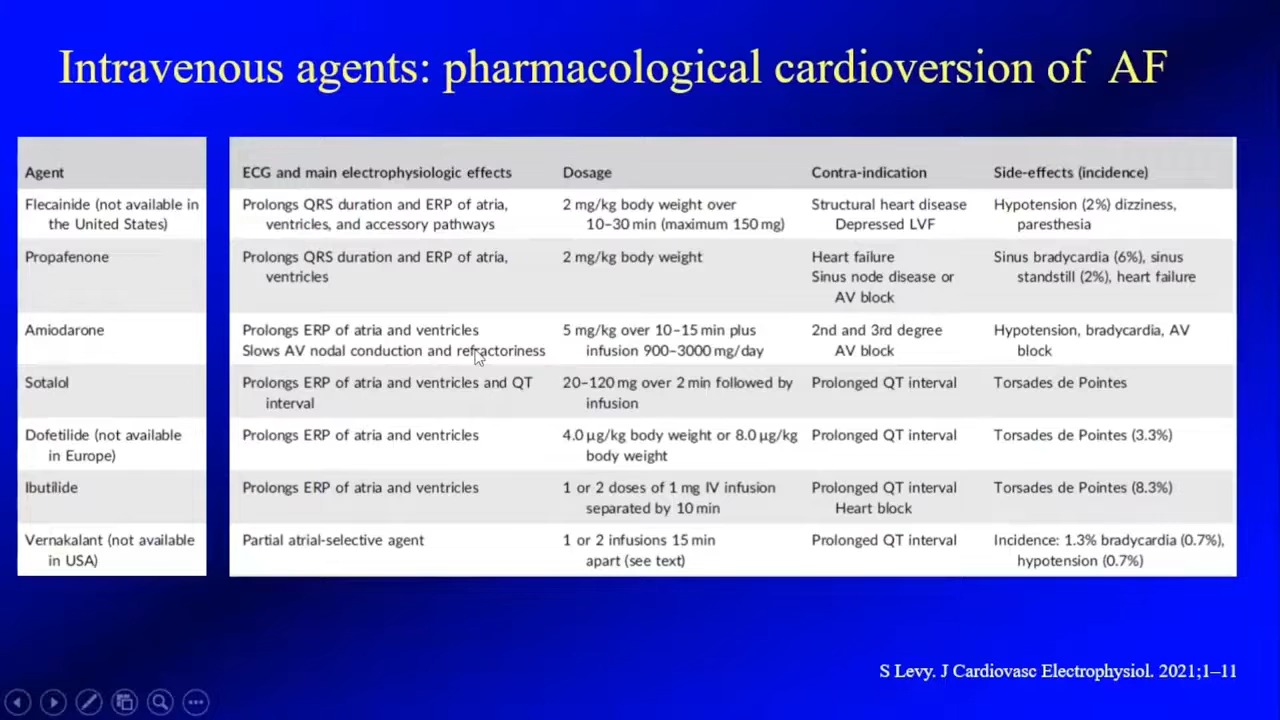 Intravenous agents: pharmacological cardioversion of AF
Agent
ECG and main electrophysiologic effects
Dosage
Contra-indication
Side-effects (incidence)
Flecainide (not available in
the United States)
Prolongs QRS duration and ERP of atria,
ventricles, and accessory pathways
2 mg/kg body weight over
10–30 min (maximum 150 mg)
Structural heart disease
Depressed LVF
Hypotension (2%) dizziness,
paresthesia
Propafenone
Prolongs QRS duration and ERP of atria,
ventricles
2 mg/kg body weight
Heart failure
Sinus node disease or
AV block
Sinus bradycardia (6%), sinus
standstill (2%), heart failure
Amiodarone
Prolongs ERP of atria and ventricles
Slows AV nodal conduction and refractoriness
5 mg/kg over 10–15 min plus
infusion 900–3000 mg/day
2nd and 3rd degree
AV block
Hypotension, bradycardia, AV
block
Sotalol
Prolongs ERP of atria and ventricles and QT
interval
20–120 mg over 2 min followed by
infusion
Prolonged QT interval
Torsades de Pointes
Dofetilide (not available
in Europe)
Prolongs ERP of atria and ventricles
4.0 µg/kg body weight or 8.0 µg/kg
body weight
Prolonged QT interval
Torsades de Pointes (3.3%)
Ibutilide
Prolongs ERP of atria and ventricles
1 or 2 doses of 1 mg IV infusion
separated by 10 min
Prolonged QT interval
Heart block
Torsades de Pointes (8.3%)
Vernakalant (not available
in USA)
Partial atrial-selective agent
1 or 2 infusions 15 min
apart (see text)
Prolonged QT interval
Incidence: 1.3% bradycardia (0.7%),
hypotension (0.7%)
S Levy. J Cardiovasc Electrophysiol. 2021;1–11